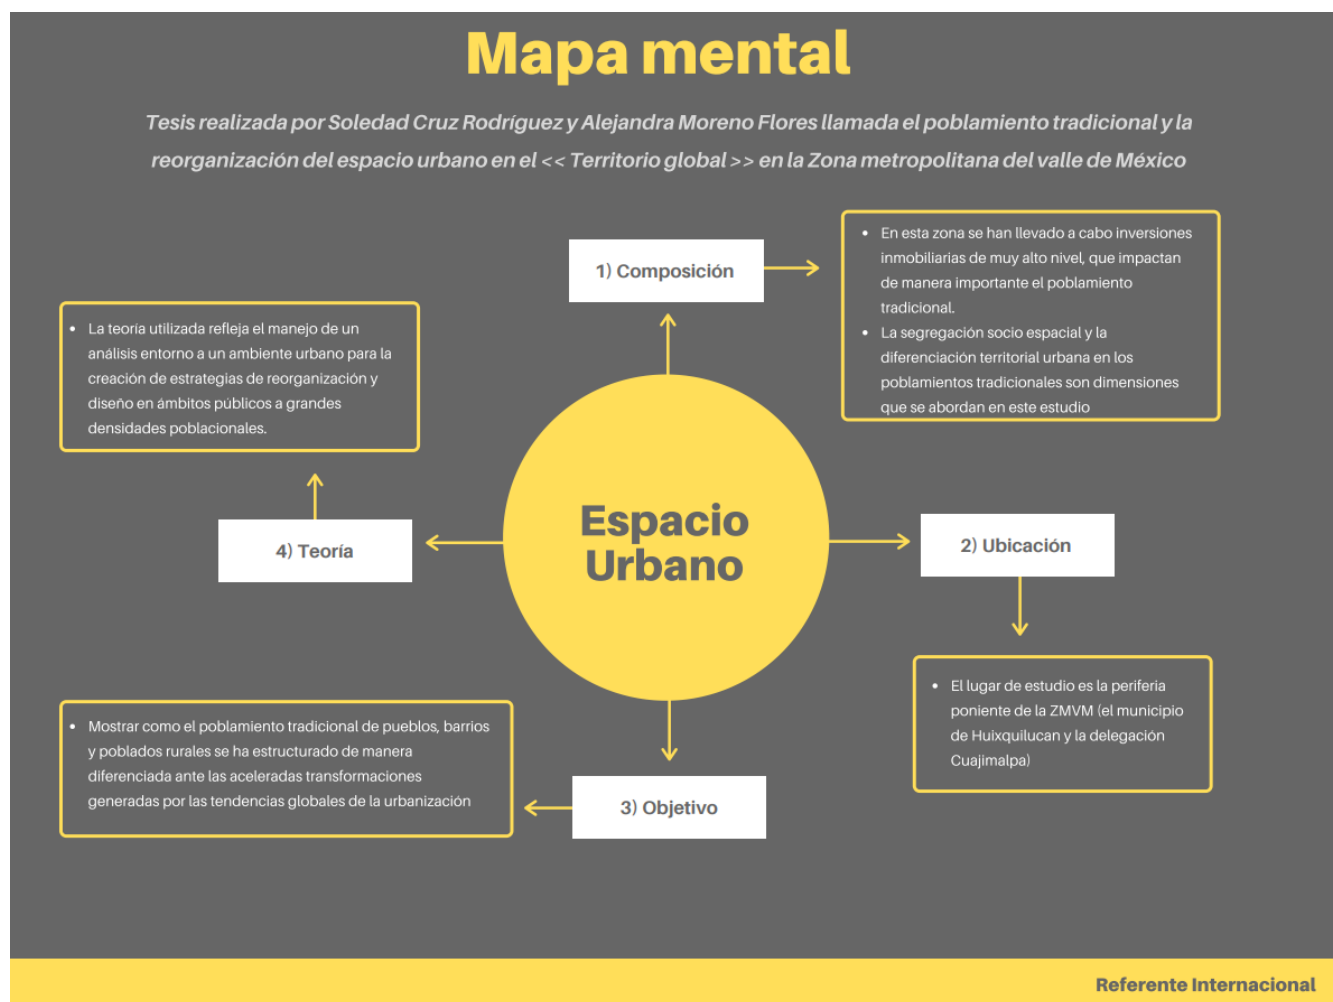 Mapa mental
Tesis realizada por Soledad Cruz Rodríguez y Alejandra Moreno Flores llamada el poblamiento tradicional y la
reorganización del espacio urbano en el << Territorio global >> en la Zona metropolitana del valle de México
1) Composición
• En esta zona se han llevado a cabo inversiones
inmobiliarias de muy alto nivel, que impactan
de manera importante el poblamiento
tradicional.
• La segregación socio espacial y la
diferenciación territorial urbana en los
poblamientos tradicionales son dimensiones
que se abordan en este estudio
• La teoría utilizada refleja el manejo de un
análisis entorno a un ambiente urbano para la
creación de estrategias de reorganización y
diseño en ámbitos públicos a grandes
densidades poblacionales.
4) Teoría
Espacio
Urbano
2) Ubicación
• El lugar de estudio es la periferia
poniente de la ZMVM (el municipio
de Huixquilucan y la delegación
Cuajimalpa)
• Mostrar como el poblamiento tradicional de pueblos, barrios
y poblados rurales se ha estructurado de manera
diferenciada ante las aceleradas transformaciones
generadas por las tendencias globales de la urbanización
3) Objetivo
Referente Internacional